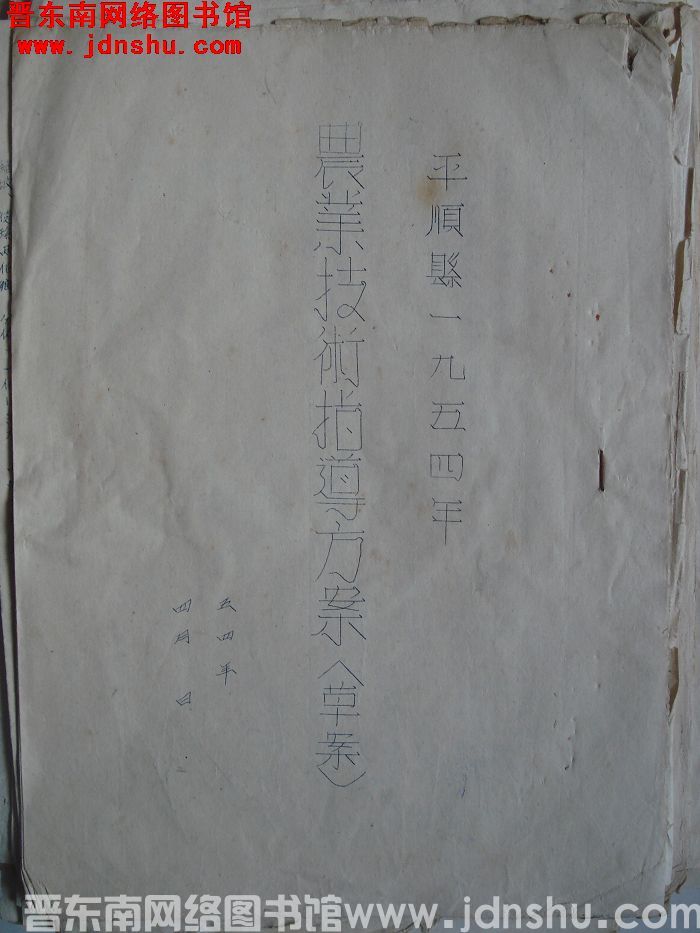 晋东南网络图书馆
www.jdnshu.com
平順縣一九五四年
農業技術指導方案（草案）
五四年
四月 日
晋东南网络图书馆www.jdnshu.com